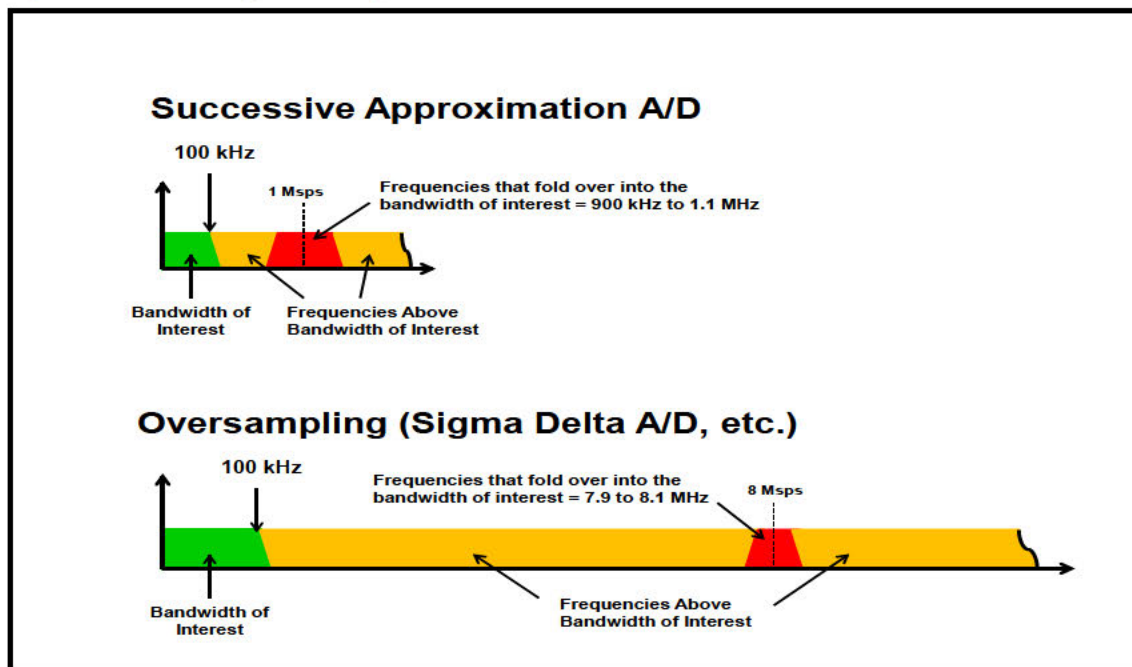 Successive Approximation A/D
100 kHz
1 Msps
Frequencies that fold over into the
bandwidth of interest = 900 kHz to 1.1 MHz
Bandwidth of
Interest
Frequencies Above
Bandwidth of Interest
Oversampling (Sigma Delta A/D, etc.)
100 kHz
Frequencies that fold over into the
bandwidth of interest = 7.9 to 8.1 MHz
8 Msps
Bandwidth of
Interest
Frequencies Above
Bandwidth of Interest